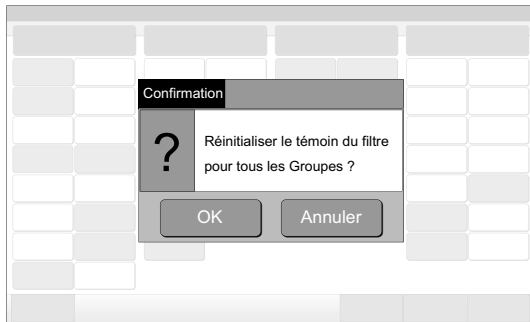 Confirmation
?
Réinitialiser le témoin du filtre
pour tous les Groupes ?
OK
Annuler